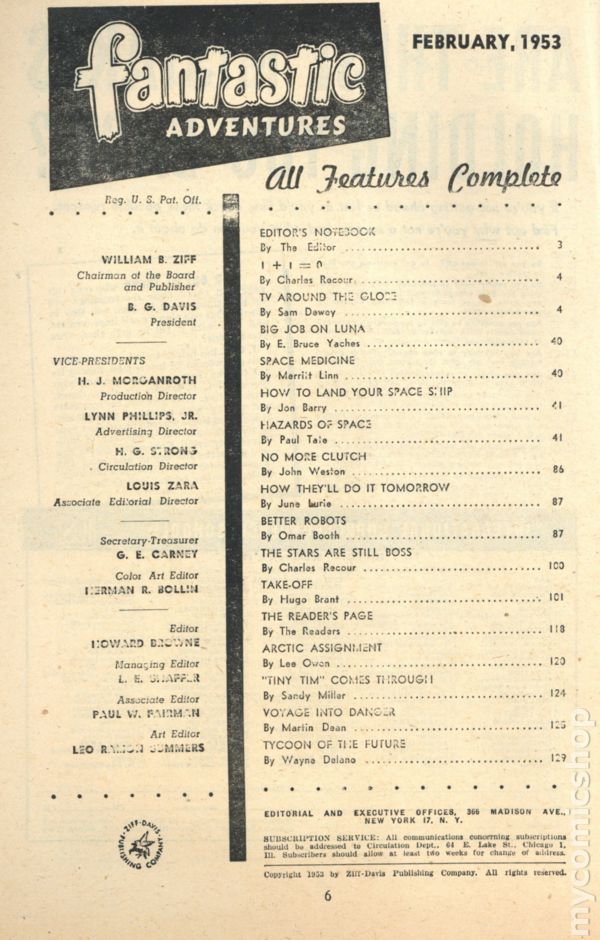 fantastic
ADVENTURES
FEBRUARY, 1953
All Features Complete
Reg. U. S. Pat. Off.
WILLIAM B. ZIFF
Chairman of the Board
and Publisher
B. G. DAVIS
President
VICE-PRESIDENTS
H. J. MORGANROTH
Production Director
LYNN PHILLIPS, JR.
Advertising Director
H. G. STRONG
Circulation Director
LOUIS ZARA
Associate Editorial Director
Secretary-Treasurer
G. E. CARNEY
Color Art Editor
HERMAN R. BOLLIN
Editor
HOWARD BROWNE
Managing Editor
L. E. SHAFFER
Associate Editor
PAUL W. FAIRMAN
Art Editor
LEO RAMON SUMMERS
ZIFF-DAVIS PUBLISHING COMPANY
EDITOR'S NOTEBOOK
By The Editor 3
1 + 1 = 0
By Charles Recour 4
TV AROUND THE GLOBE
By Sam Dewey 4
BIG JOB ON LUNA
By E. Bruce Yaches 40
SPACE MEDICINE
By Merritt Linn 40
HOW TO LAND YOUR SPACE SHIP
By Jon Barry 41
HAZARDS OF SPACE
By Paul Tate 41
NO MORE CLUTCH
By John Weston 86
HOW THEY'LL DO IT TOMORROW
By June Lurie 87
BETTER ROBOTS
By Omar Booth 87
THE STARS ARE STILL BOSS
By Charles Recour 100
TAKE-OFF
By Hugo Brant 101
THE READER'S PAGE
By The Readers 118
ARCTIC ASSIGNMENT
By Lee Owen 120
"TINY TIM" COMES THROUGH
By Sandy Miller 124
VOYAGE INTO DANGER
By Martin Dean 125
TYCOON OF THE FUTURE
By Wayne Delano 129
EDITORIAL AND EXECUTIVE OFFICES, 366 MADISON AVE.,
NEW YORK 17, N. Y.
SUBSCRIPTION SERVICE: All communications concerning subscriptions
should be addressed to Circulation Dept., 64 E. Lake St., Chicago 1,
Ill. Subscribers should allow at least two weeks for change of address.
Copyright 1953 by Ziff-Davis Publishing Company. All rights reserved.
6
mycomicshop